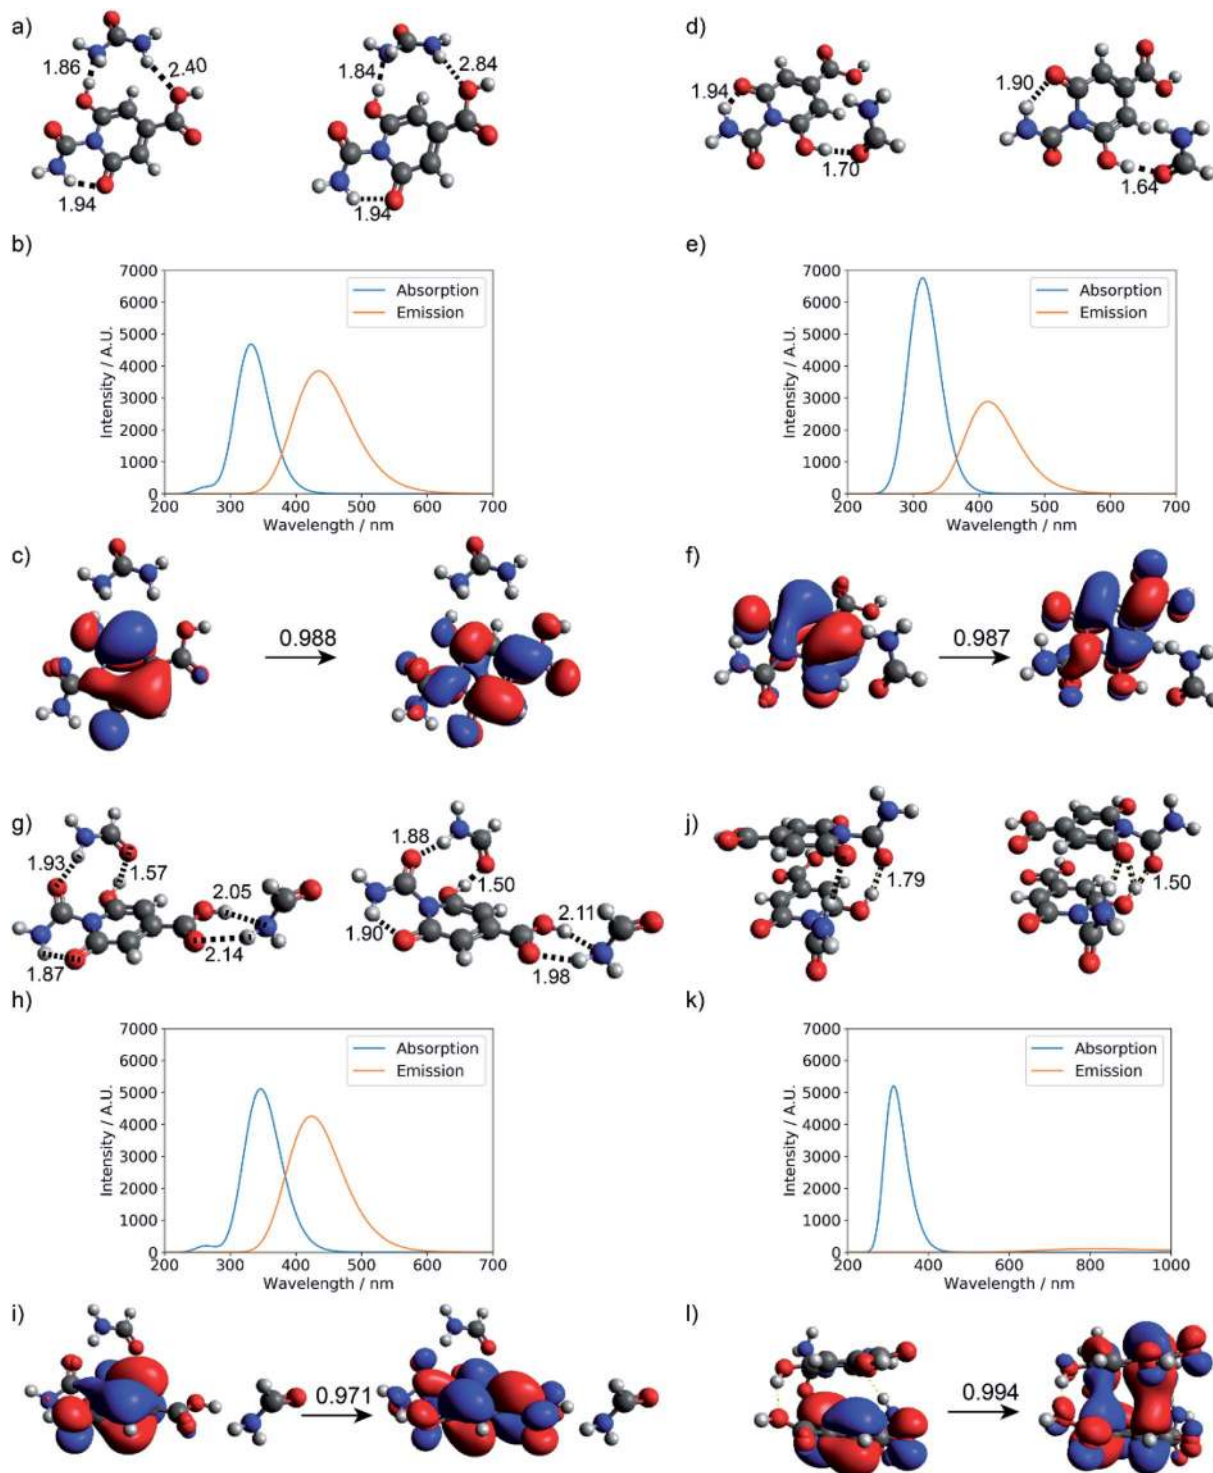 a)
1.86
2.40
1.94
1.84
2.84
1.94
d)
1.94
1.70
1.90
1.64
b)
7000
6000
5000
4000
3000
2000
1000
0
Intensity / A.U.
Absorption
Emission
200 300 400 500 600 700
Wavelength / nm
e)
7000
6000
5000
4000
3000
2000
1000
0
Intensity / A.U.
Absorption
Emission
200 300 400 500 600 700
Wavelength / nm
c)
0.988
f)
0.987
g)
1.93
1.57
2.05
2.14
1.87
1.88
1.50
2.11
1.90
1.98
j)
1.79
1.50
h)
7000
6000
5000
4000
3000
2000
1000
0
Intensity / A.U.
Absorption
Emission
200 300 400 500 600 700
Wavelength / nm
k)
7000
6000
5000
4000
3000
2000
1000
0
Intensity / A.U.
Absorption
Emission
200 400 600 800 1000
Wavelength / nm
i)
0.971
l)
0.994